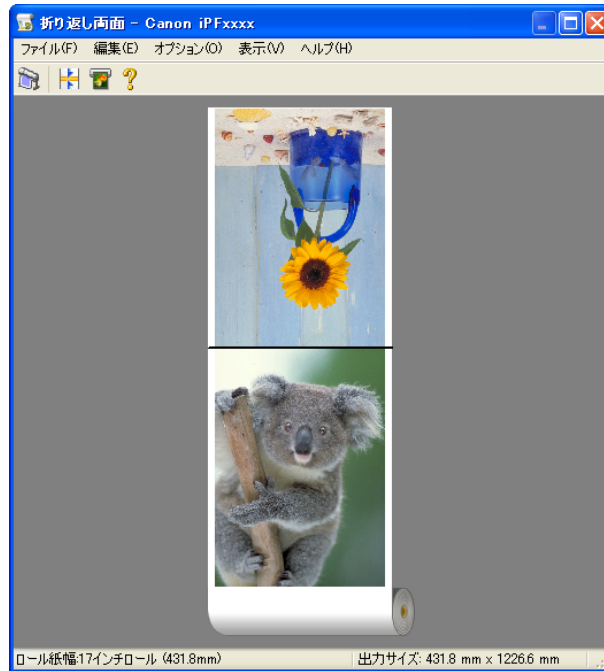 折り返し両面 - Canon iPFxxxx
ファイル(F) 編集(E) オプション(O) 表示(V) ヘルプ(H)
ロール紙幅:17インチロール (431.8mm) 出力サイズ: 431.8 mm x 1226.6 mm